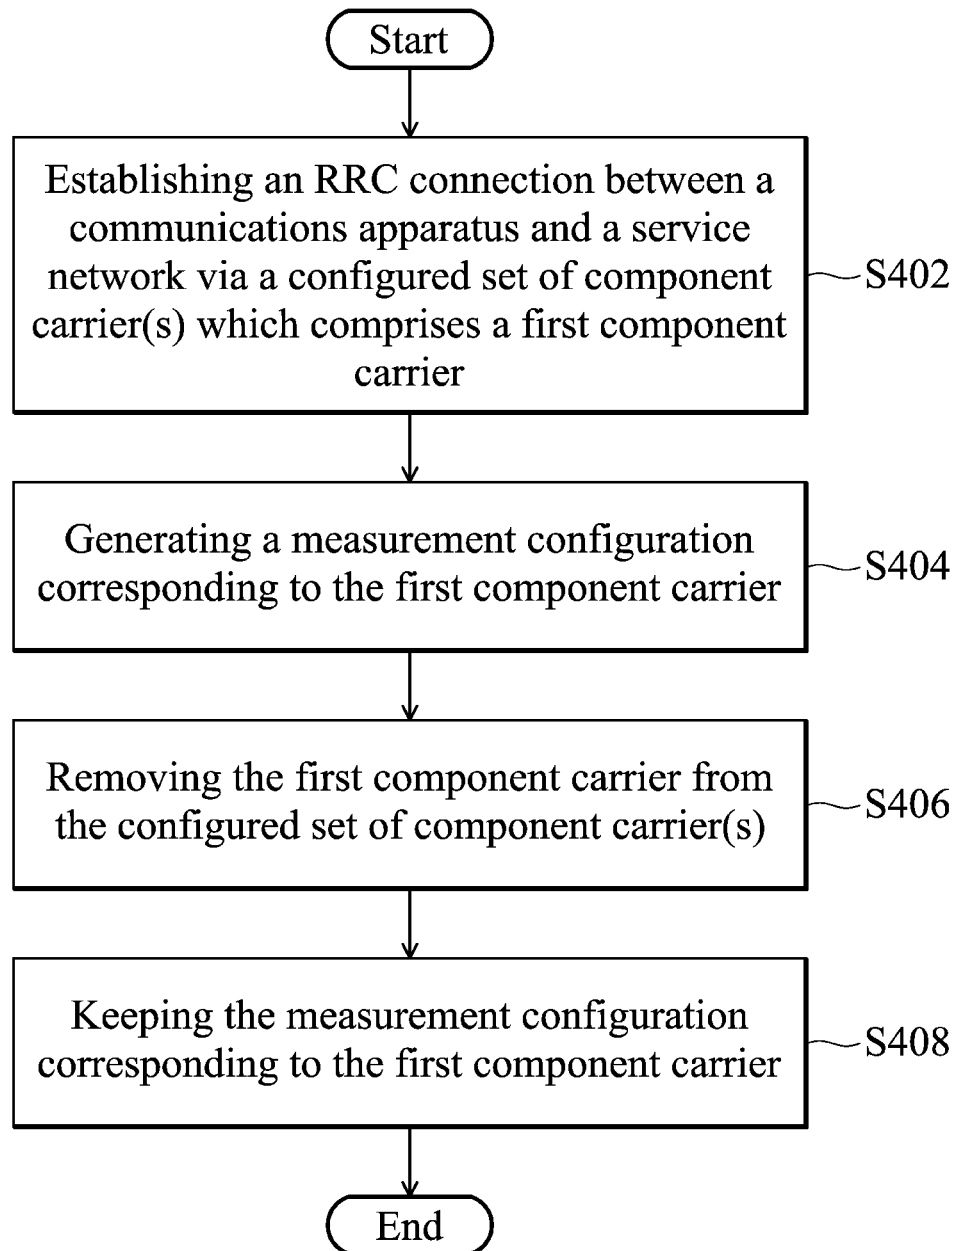 Start
Establishing an RRC connection between a
communications apparatus and a service
network via a configured set of component
carrier(s) which comprises a first component
carrier
S402
Generating a measurement configuration
corresponding to the first component carrier
S404
Removing the first component carrier from
the configured set of component carrier(s)
S406
Keeping the measurement configuration
corresponding to the first component carrier
S408
End